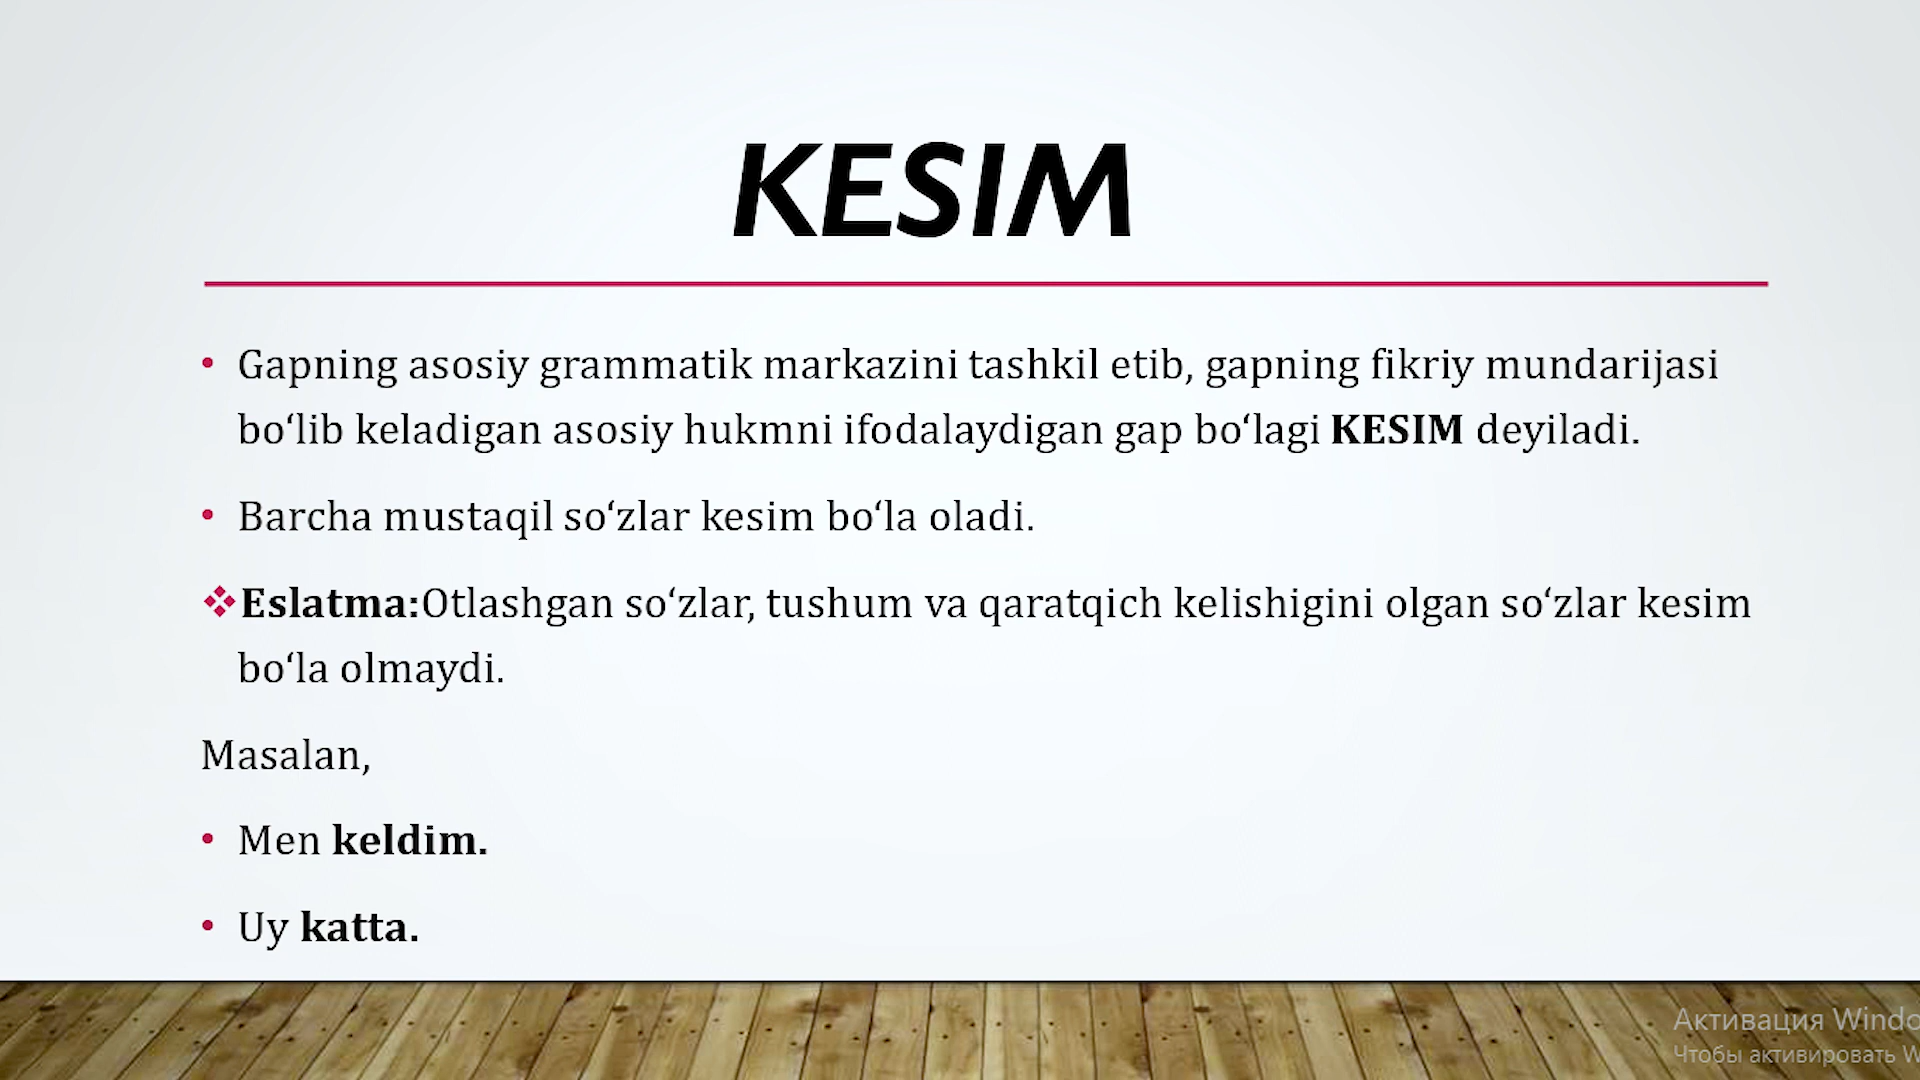 KESIM
• Gapning asosiy grammatik markazini tashkil etib, gapning fikriy mundarijasi
bo‘lib keladigan asosiy hukmni ifodalaydigan gap bo‘lagi KESIM deyiladi.
• Barcha mustaqil so‘zlar kesim bo‘la oladi.
❖Eslatma:Otlashgan so‘zlar, tushum va qaratqich kelishigini olgan so‘zlar kesim
bo‘la olmaydi.
Masalan,
• Men keldim.
• Uy katta.
Активация Windo
Чтобы активировать W